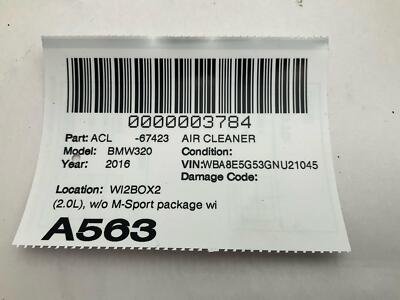 0000003784
Part: ACL -67423 AIR CLEANER
Model: BMW320 Condition:
Year: 2016 VIN:WBA8E5G53GNU21045
Damage Code:
Location: WI2BOX2
(2.0L), w/o M-Sport package wi
A563